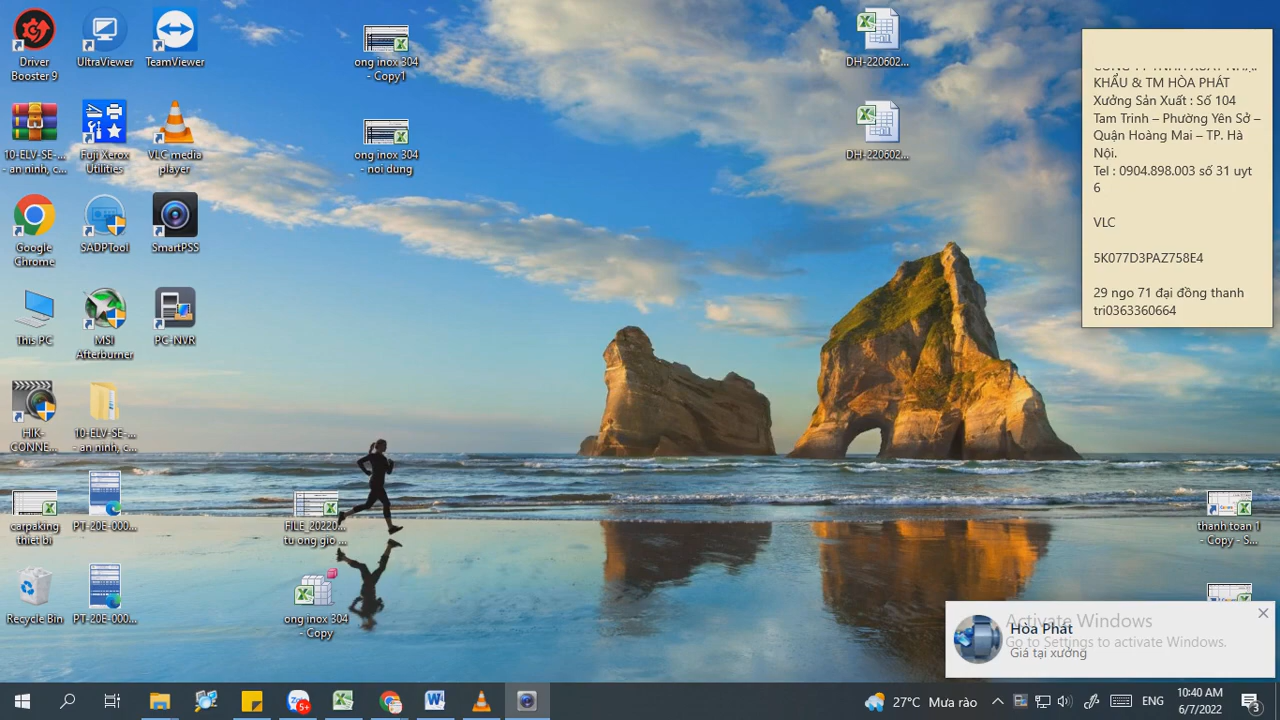 Driver
Booster 9
UltraViewer
TeamViewer
ong inox 304
- Copy1
DH-220602...
10-ELV-SE-...
- an ninh, c...
Fuji Xerox
Utilities
VLC media
player
ong inox 304
- noi dung
DH-220602...
Google
Chrome
SADPTool
SmartPSS
This PC
MSI
Afterburner
PC-NVR
HIK-
CONNE...
10-ELV-SE-...
- an ninh, c...
carpaking
thiet bi
PT-20E-000...
FILE_20220...
tu ong gio ...
thanh toan 1
- Copy - S...
Recycle Bin
PT-20E-000...
ong inox 304
- Copy
KHẨU & TM HÒA PHÁT
Xưởng Sản Xuất : Số 104
Tam Trinh – Phường Yên Sở –
Quận Hoàng Mai – TP. Hà
Nội.
Tel : 0904.898.003 số 31 uyt
6
VLC
5K077D3PAZ758E4
29 ngo 71 đại đồng thanh
tri0363360664
Activate Windows
Go to Settings to activate Windows.
Hòa Phát
Giá tại xưởng
Zalo
5+
27°C Mưa rào
ENG
10:40 AM
6/7/2022
3